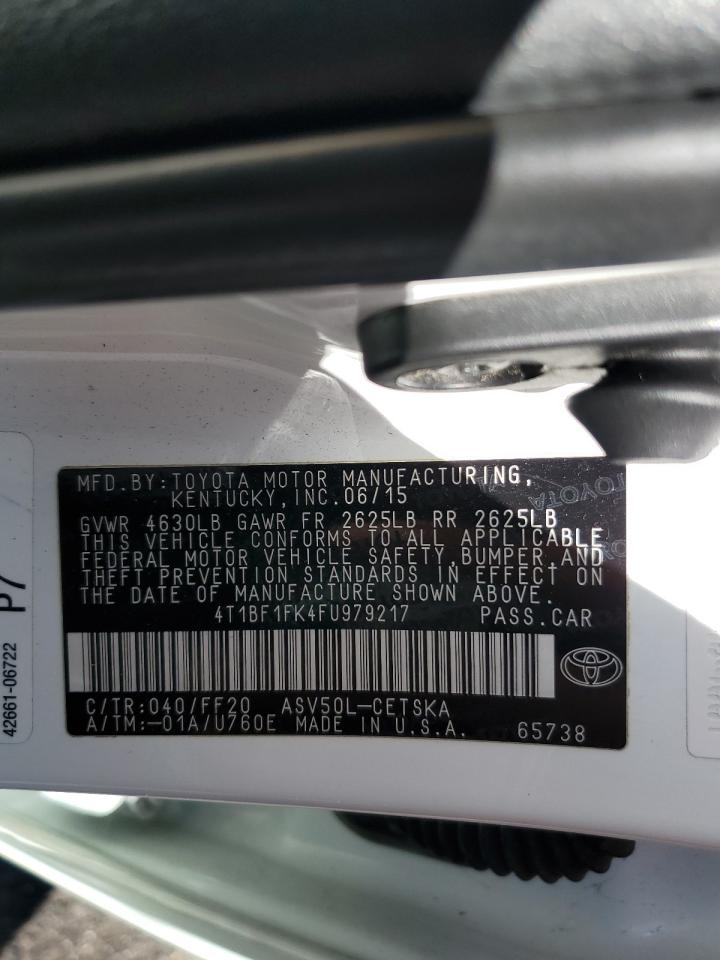 MFD.BY:TOYOTA MOTOR MANUFACTURING,
KENTUCKY, INC.06/15
GVWR 4630LB GAWR FR 2625LB RR 2625LB
THIS VEHICLE CONFORMS TO ALL APPLICABLE
FEDERAL MOTOR VEHICLE SAFETY,BUMPER,AND
THEFT PREVENTION STANDARDS IN EFFECT ON
THE DATE OF MANUFACTURE SHOWN ABOVE.
4T1BF1FK4FU979217 PASS.CAR
C/TR:040/FF20 ASV50L-CETSKA
A/TM:-01A/U760E MADE IN U.S.A. 65738
42661-06722
P7
TOYOTA